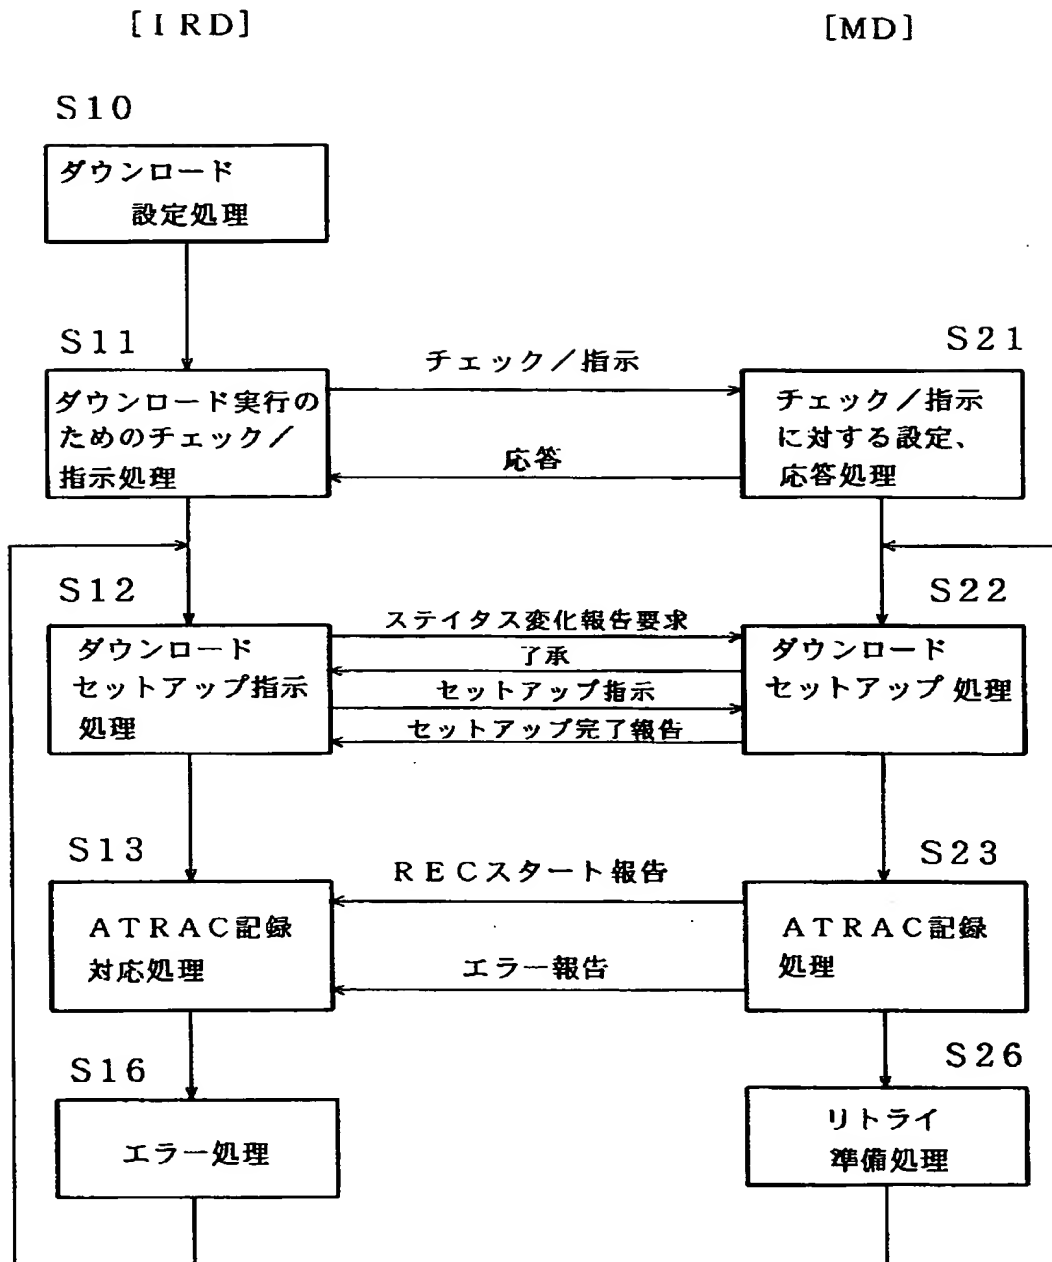 [IRD]
[MD]
S10
ダウンロード
設定処理
S11
ダウンロード実行の
ためのチェック／
指示処理
チェック／指示
応答
S21
チェック／指示
に対する設定、
応答処理
S12
ダウンロード
セットアップ指示
処理
ステイタス変化報告要求
了承
セットアップ指示
セットアップ完了報告
S22
ダウンロード
セットアップ処理
S13
ATRAC記録
対応処理
RECスタート報告
エラー報告
S23
ATRAC記録
処理
S16
エラー処理
S26
リトライ
準備処理